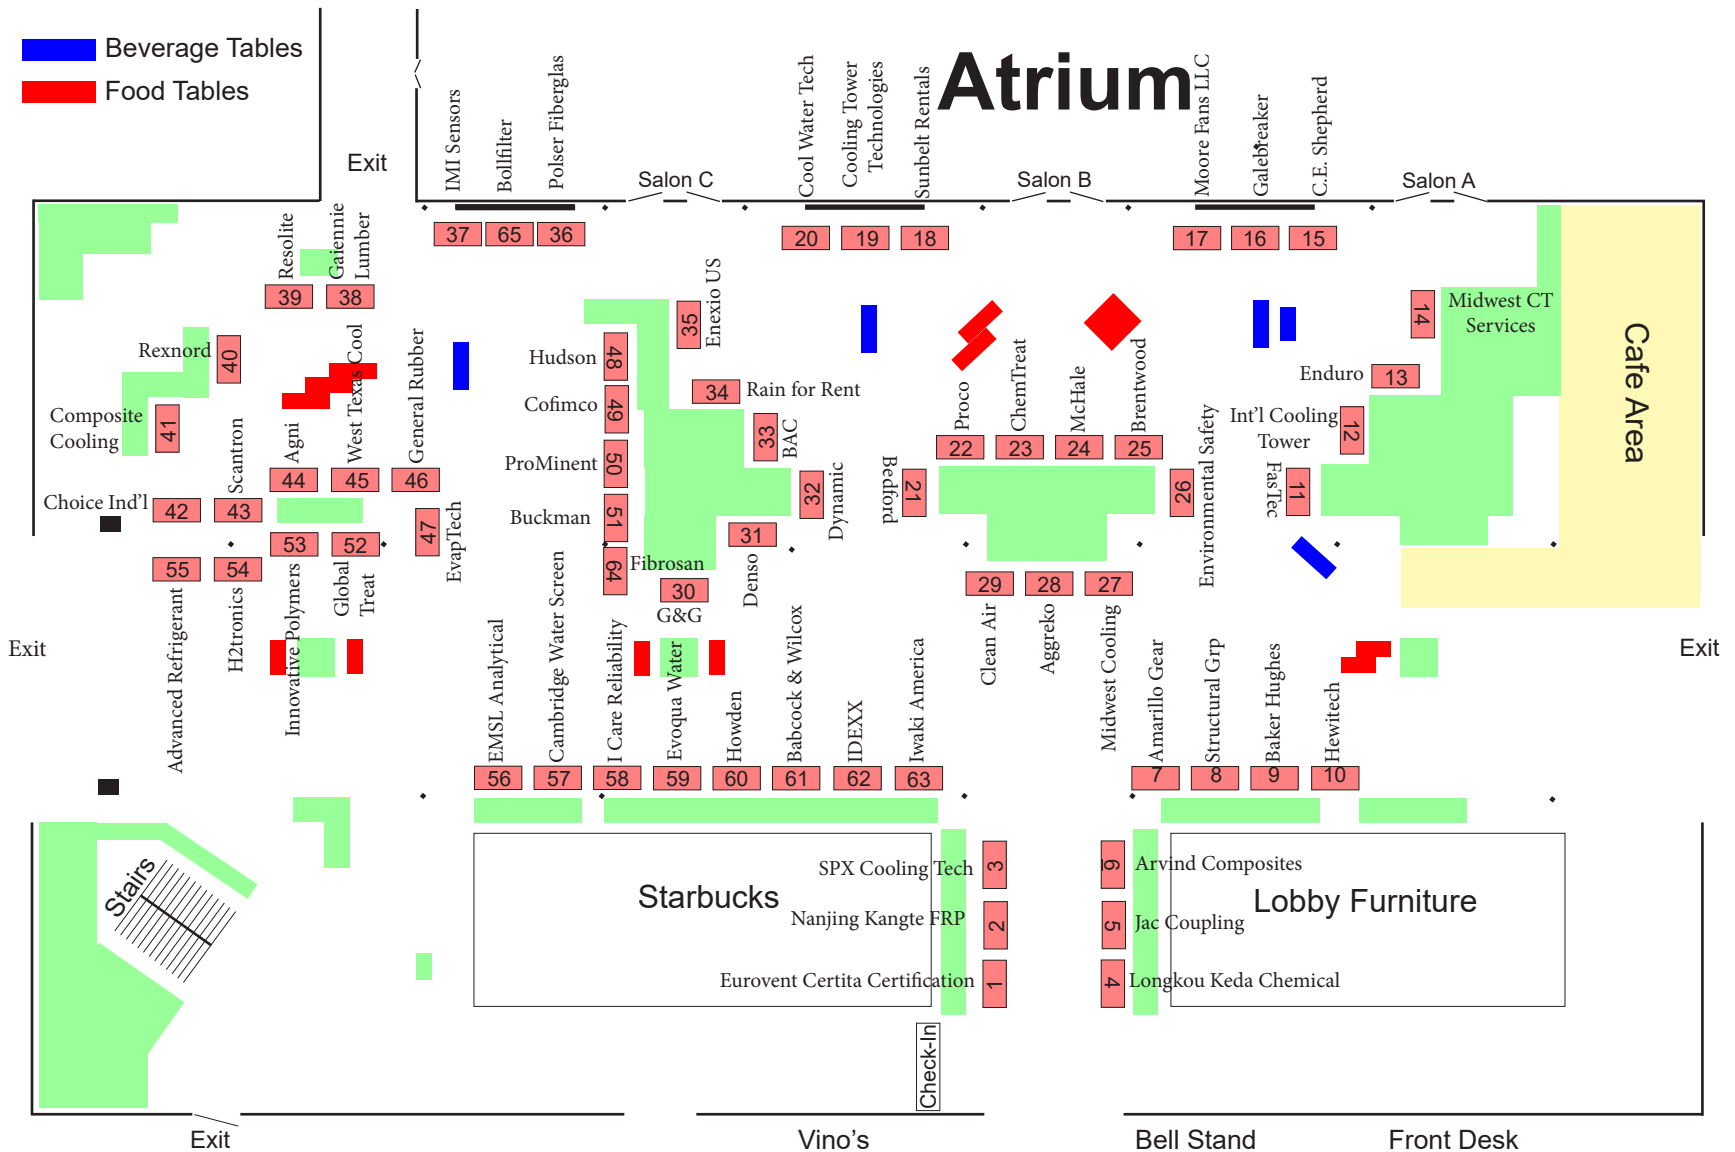 Beverage Tables
Food Tables
Atrium
Exit
IMI Sensors
Bollfilter
Polser Fiberglas
Cool Water Tech
Cooling Tower
Technologies
Sunbelt Rentals
Moore Fans LLC
Galebreaker
C.E. Shepherd
Salon C
Salon B
Salon A
37
65
36
20
19
18
17
16
15
Resolite
Gaiennie
Lumber
39
38
Enexio US
35
14
Midwest CT
Services
Cafe Area
Rexnord
40
Hudson
48
34
Rain for Rent
Enduro
13
Composite
Cooling
41
West Texas Cool
General Rubber
Cofimco
49
33
BAC
Proco
ChemTreat
McHale
Brentwood
Int'l Cooling
Tower
12
Scantron
Agni
44
45
46
ProMinent
50
22
23
24
25
Choice Ind'l
42
43
47
EvapTech
Buckman
51
32
Dynamic
Bedford
21
26
Environmental Safety
FasTec
11
53
52
31
Denso
55
54
64
Fibrosan
30
G&G
29
28
27
Advanced Refrigerant
H2tronics
Innovative Polymers
Global
Treat
Clean Air
Aggreko
Midwest Cooling
Exit
Exit
EMSL Analytical
Cambridge Water Screen
I Care Reliability
Evoqua Water
Howden
Babcock & Wilcox
IDEXX
Iwaki America
Amarillo Gear
Structural Grp
Baker Hughes
Hewitech
56
57
58
59
60
61
62
63
7
8
9
10
Stairs
Starbucks
SPX Cooling Tech
3
6
Arvind Composites
Lobby Furniture
Nanjing Kangte FRP
2
5
Jac Coupling
Eurovent Certita Certification
1
4
Longkou Keda Chemical
Check-In
Exit
Vino's
Bell Stand
Front Desk